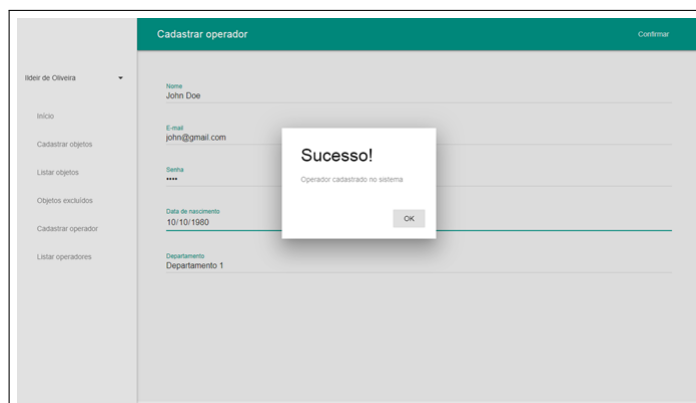 Cadastrar operador
Confirmar
Ildeir de Oliveira
Início
Cadastrar objetos
Listar objetos
Objetos excluídos
Cadastrar operador
Listar operadores
Name
John Doe
E-mail
john@gmail.com
Senha
••••
Data de nascimento
10/10/1980
Departamento
Departamento 1
Sucesso!
Operador cadastrado no sistema
OK